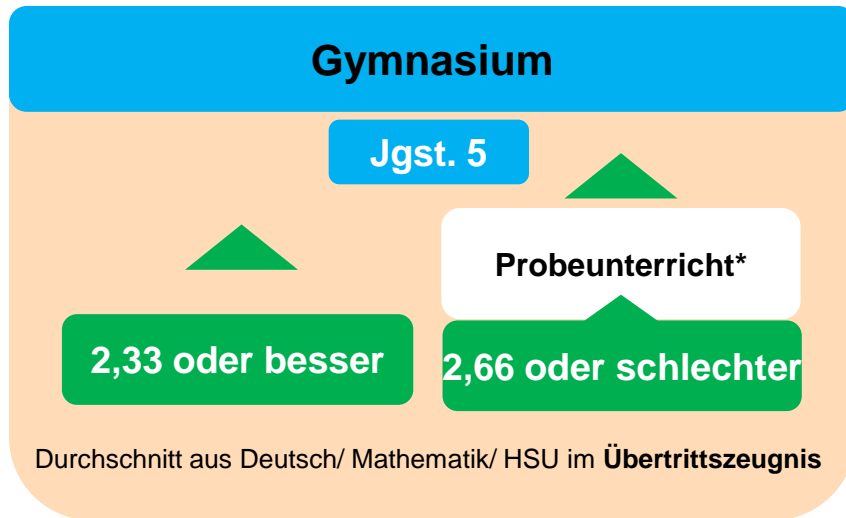 Gymnasium
Jgst. 5
Probeunterricht*
2,33 oder besser
2,66 oder schlechter
Durchschnitt aus Deutsch/ Mathematik/ HSU im Übertrittszeugnis